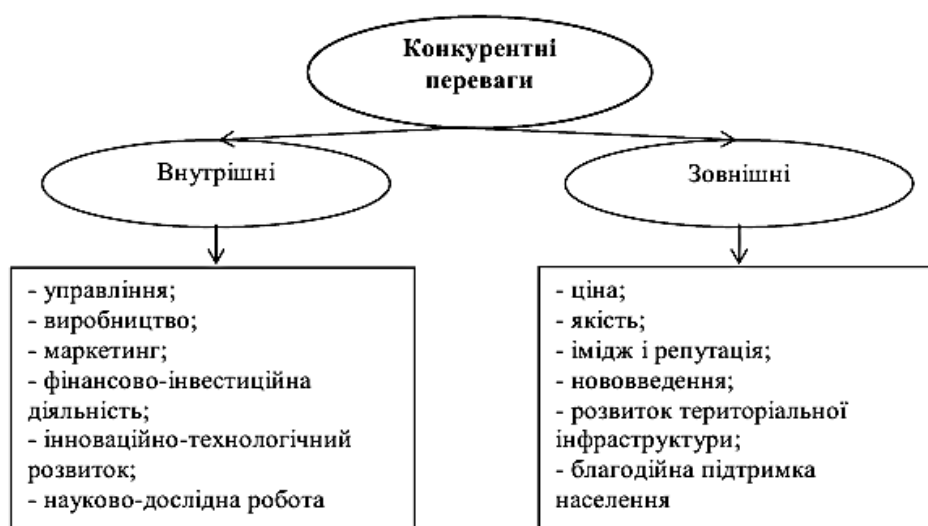 Конкурентні
переваги
Внутрішні
Зовнішні
- управління;
- виробництво;
- маркетинг;
- фінансово-інвестиційна
діяльність;
- інноваційно-технологічний
розвиток;
- науково-дослідна робота
- ціна;
- якість;
- імідж і репутація;
- нововведення;
- розвиток територіальної
інфраструктури;
- благодійна підтримка
населення